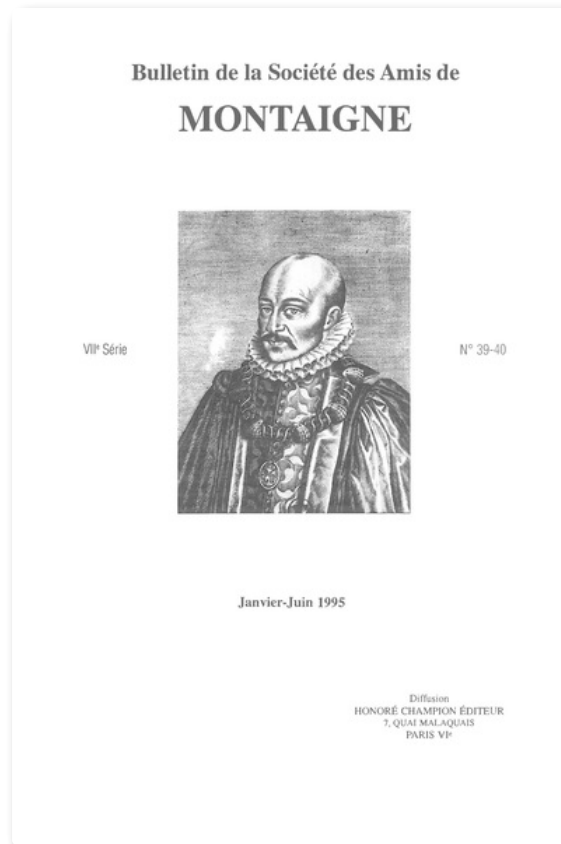 Bulletin de la Société des Amis de
MONTAIGNE
VIIᵉ Série
N° 39-40
Janvier-Juin 1995
Diffusion
HONORÉ CHAMPION ÉDITEUR
7, QUAI MALAQUAIS
PARIS VIᵉ